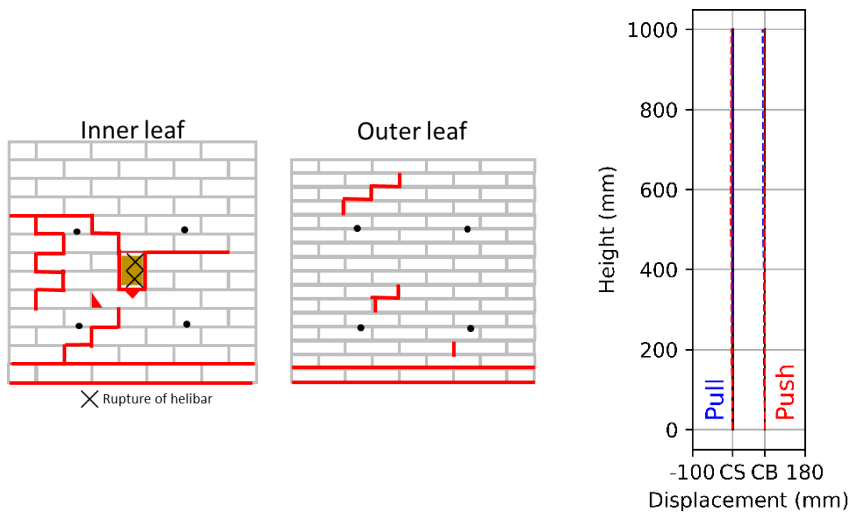 Inner leaf
Outer leaf
Rupture of helibar
Height (mm)
1000
800
600
400
200
0
Pull
Push
-100 CS CB 180
Displacement (mm)